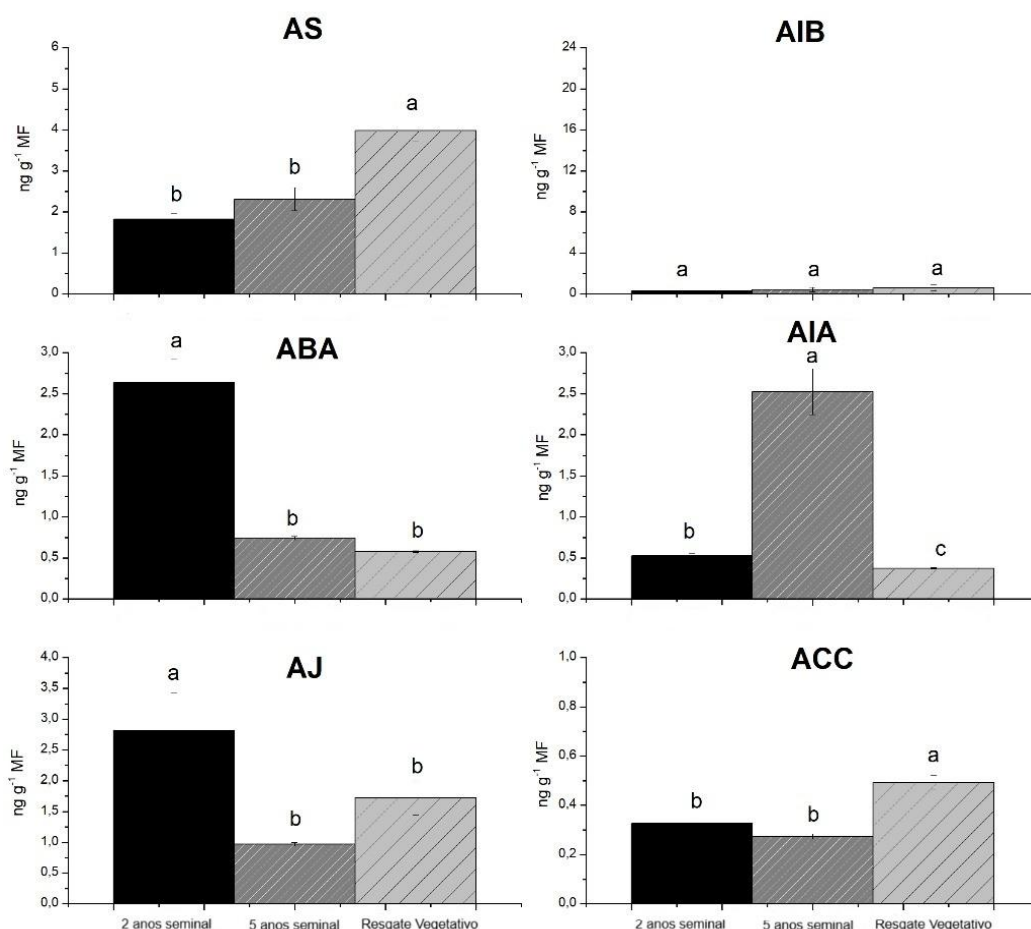 AS
6
5
4
3
2
1
0
ng g⁻¹ MF
b
b
a
AIB
24
20
16
12
8
4
0
ng g⁻¹ MF
a
a
a
ABA
3,0
2,5
2,0
1,5
1,0
0,5
0,0
ng g⁻¹ MF
a
b
b
AIA
3,0
2,5
2,0
1,5
1,0
0,5
0,0
ng g⁻¹ MF
b
a
c
AJ
4,0
3,5
3,0
2,5
2,0
1,5
1,0
0,5
0,0
ng g⁻¹ MF
a
b
b
2 anos seminal
5 anos seminal
Resgate Vegetativo
ACC
1,0
0,8
0,6
0,4
0,2
0,0
ng g⁻¹ MF
b
b
a
2 anos seminal
5 anos seminal
Resgate Vegetativo